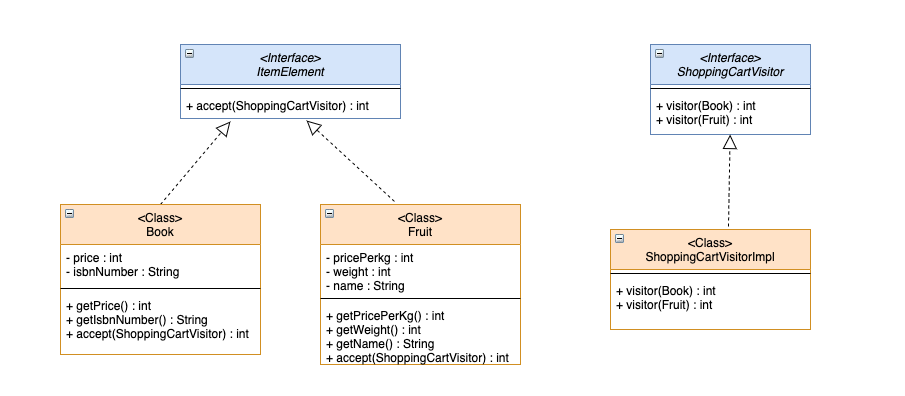 <Interface>
ItemElement
+ accept(ShoppingCartVisitor) : int
<Interface>
ShoppingCartVisitor
+ visitor(Book) : int
+ visitor(Fruit) : int
<Class>
Book
- price : int
- isbnNumber : String
+ getPrice() : int
+ getIsbnNumber() : String
+ accept(ShoppingCartVisitor) : int
<Class>
Fruit
- pricePerkg : int
- weight : int
- name : String
+ getPricePerKg() : int
+ getWeight() : int
+ getName() : String
+ accept(ShoppingCartVisitor) : int
<Class>
ShoppingCartVisitorImpl
+ visitor(Book) : int
+ visitor(Fruit) : int